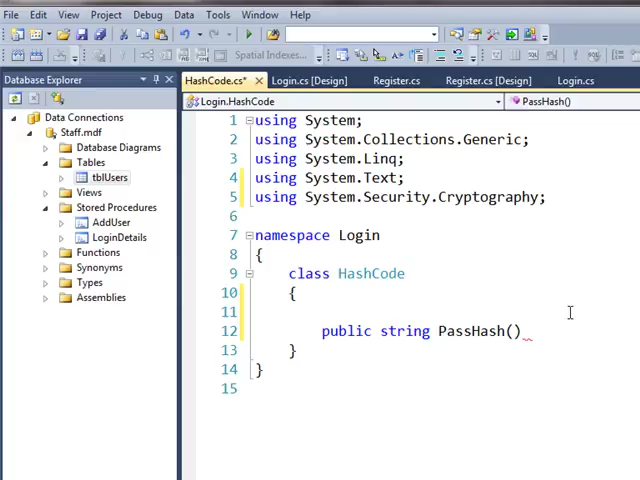 File Edit View Project Debug Data Tools Window Help
Spatial Indexes...
Database Explorer
HashCode.cs* Login.cs [Design] Register.cs Register.cs [Design] Login.cs
Login.HashCode PassHash()
Data Connections
Staff.mdf
Database Diagrams
Tables
tblUsers
Views
Stored Procedures
AddUser
LoginDetails
Functions
Synonyms
Types
Assemblies
1 using System;
2 using System.Collections.Generic;
3 using System.Linq;
4 using System.Text;
5 using System.Security.Cryptography;
6
7 namespace Login
8 {
9 class HashCode
10 {
11
12 public string PassHash()
13 }
14 }
15